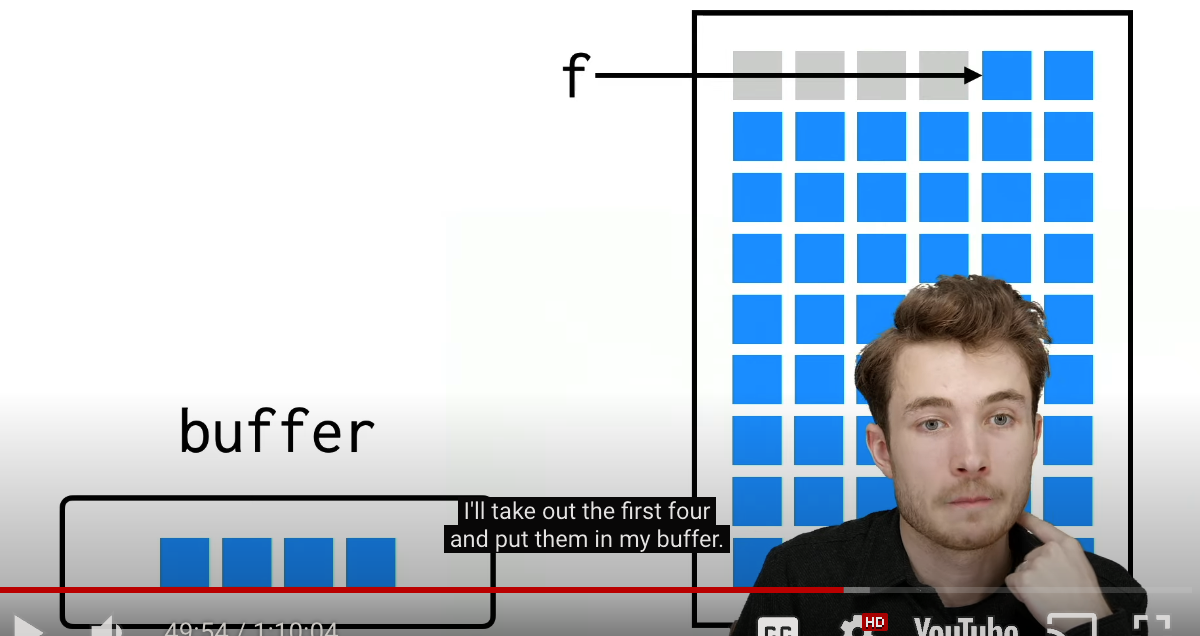 f
buffer
I'll take out the first four
and put them in my buffer.
49:54 / 1:10:04
CC
HD
YouTube